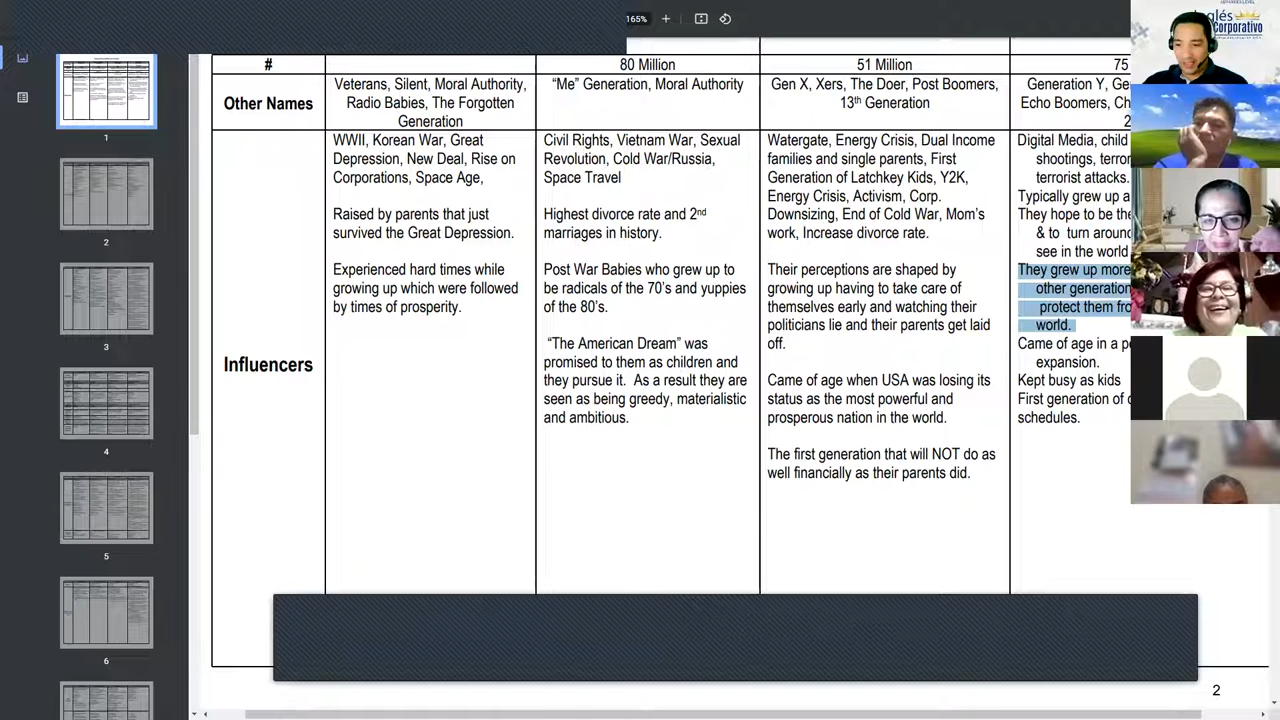 165%
ADVANCED LEVEL
Inglés
Corporativo
# 80 Million 51 Million 75
Other Names
Veterans, Silent, Moral Authority,
Radio Babies, The Forgotten
Generation
“Me” Generation, Moral Authority
Gen X, Xers, The Doer, Post Boomers,
13th Generation
Generation Y, Ge
Echo Boomers, Ch
2
Influencers
WWII, Korean War, Great
Depression, New Deal, Rise on
Corporations, Space Age,
Raised by parents that just
survived the Great Depression.
Experienced hard times while
growing up which were followed
by times of prosperity.
Civil Rights, Vietnam War, Sexual
Revolution, Cold War/Russia,
Space Travel
Highest divorce rate and 2nd
marriages in history.
Post War Babies who grew up to
be radicals of the 70’s and yuppies
of the 80’s.
“The American Dream” was
promised to them as children and
they pursue it. As a result they are
seen as being greedy, materialistic
and ambitious.
Watergate, Energy Crisis, Dual Income
families and single parents, First
Generation of Latchkey Kids, Y2K,
Energy Crisis, Activism, Corp.
Downsizing, End of Cold War, Mom’s
work, Increase divorce rate.
Their perceptions are shaped by
growing up having to take care of
themselves early and watching their
politicians lie and their parents get laid
off.
Came of age when USA was losing its
status as the most powerful and
prosperous nation in the world.
The first generation that will NOT do as
well financially as their parents did.
Digital Media, child
shootings, terror
terrorist attacks.
Typically grew up a
They hope to be the
& to turn around
see in the world
They grew up more
other generation
protect them fro
world.
Came of age in a pe
expansion.
Kept busy as kids
First generation of c
schedules.
2
1
2
3
4
5
6